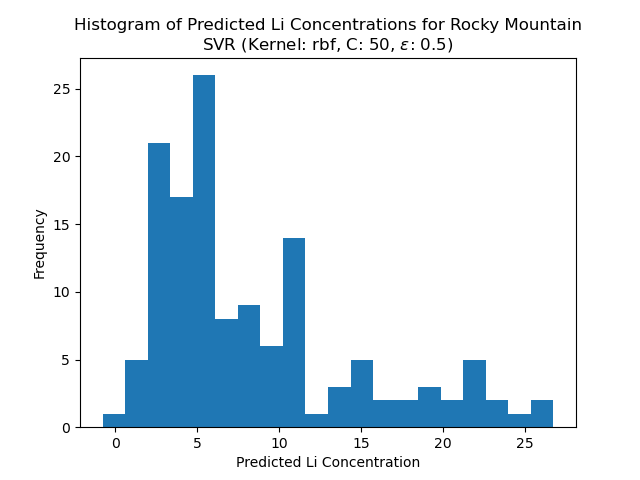 Histogram of Predicted Li Concentrations for Rocky Mountain
SVR (Kernel: rbf, C: 50, ε: 0.5)
25
20
15
10
5
0
Frequency
0 5 10 15 20 25
Predicted Li Concentration